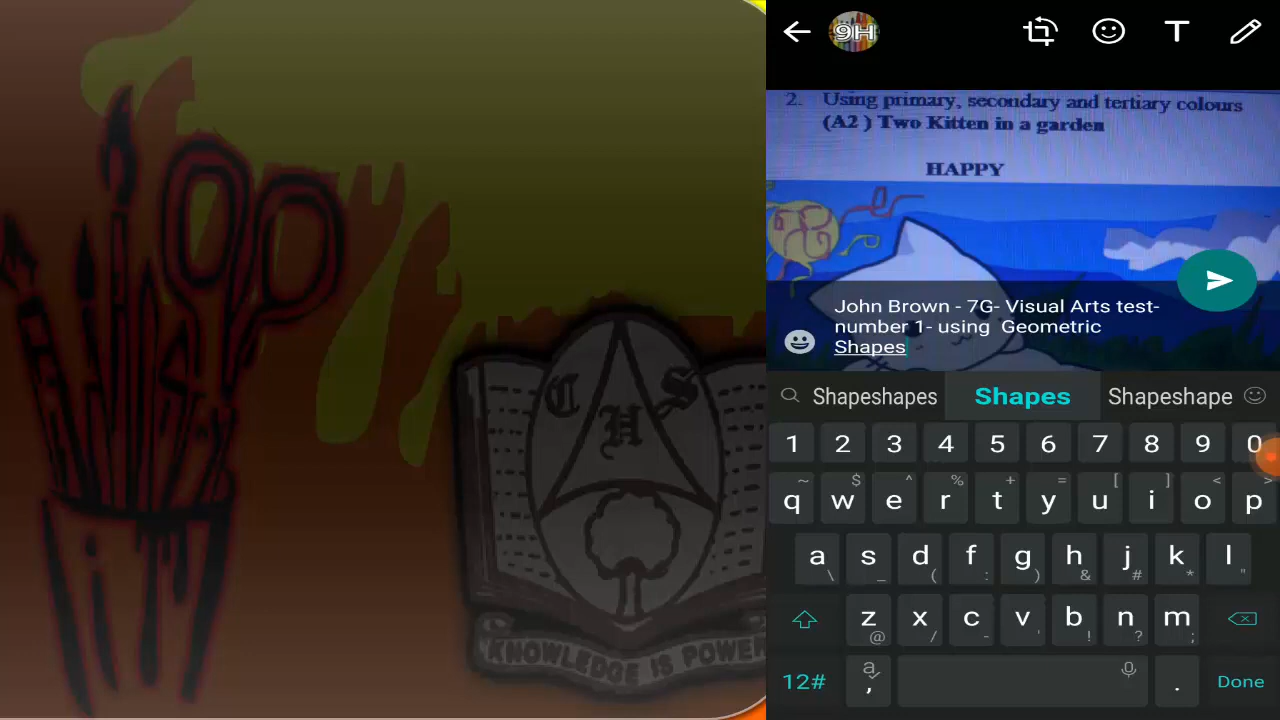 C H S
KNOWLEDGE IS POWER
9H
T
2. Using primary, secondary and tertiary colours
(A2 ) Two Kitten in a garden
HAPPY
John Brown - 7G- Visual Arts test-
number 1- using Geometric
Shapes
Shapeshapes Shapes Shapeshape
1 2 3 4 5 6 7 8 9 0
~ $ ^ % + = [ ] < >
q w e r t y u i o p
a s d f g h j k l
\ _ ( : ) & # * "
z x c v b n m
@ / - ' ! ? ;
12# a , . Done